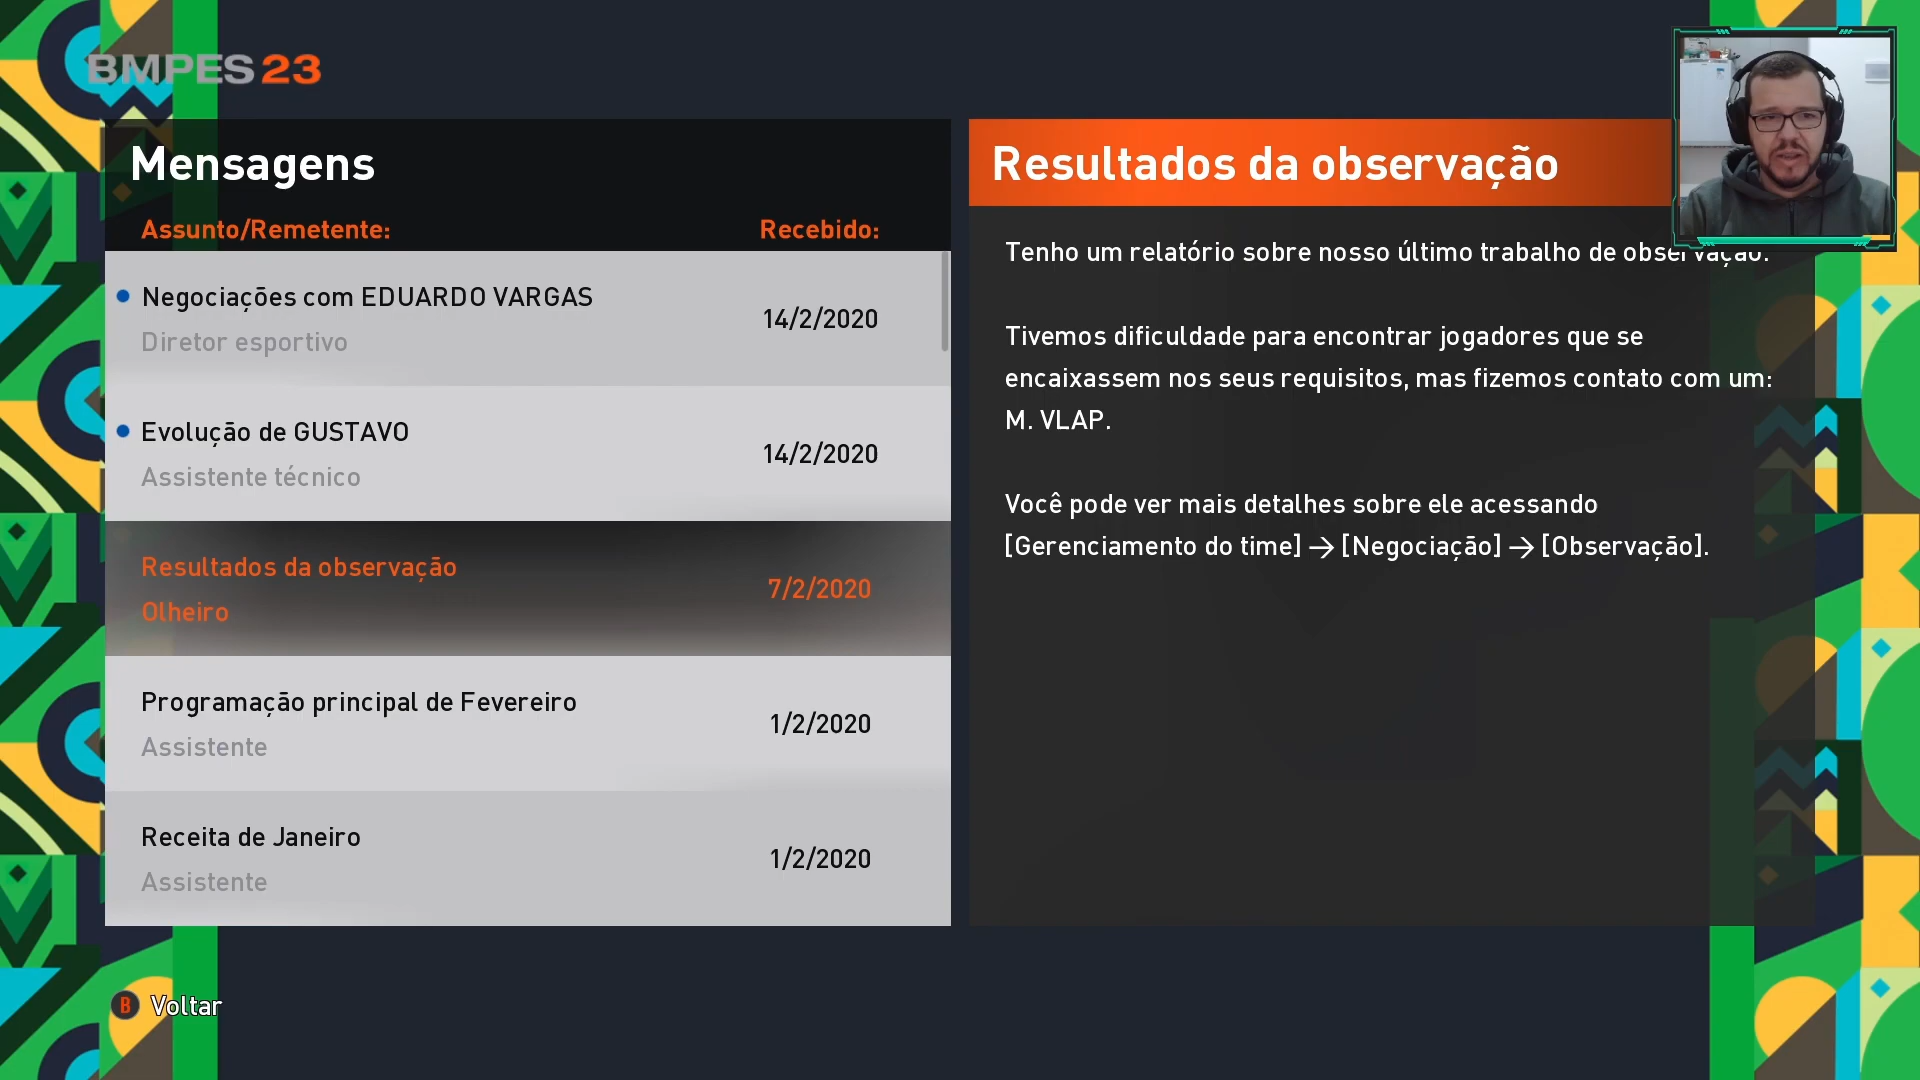 BMPES 23
Mensagens
Assunto/Remetente:
Recebido:
Negociações com EDUARDO VARGAS
Diretor esportivo
14/2/2020
Evolução de GUSTAVO
Assistente técnico
14/2/2020
Resultados da observação
Olheiro
7/2/2020
Programação principal de Fevereiro
Assistente
1/2/2020
Receita de Janeiro
Assistente
1/2/2020
Resultados da observação
Tenho um relatório sobre nosso último trabalho de observação.
Tivemos dificuldade para encontrar jogadores que se
encaixassem nos seus requisitos, mas fizemos contato com um:
M. VLAP.
Você pode ver mais detalhes sobre ele acessando
[Gerenciamento do time] → [Negociação] → [Observação].
B Voltar